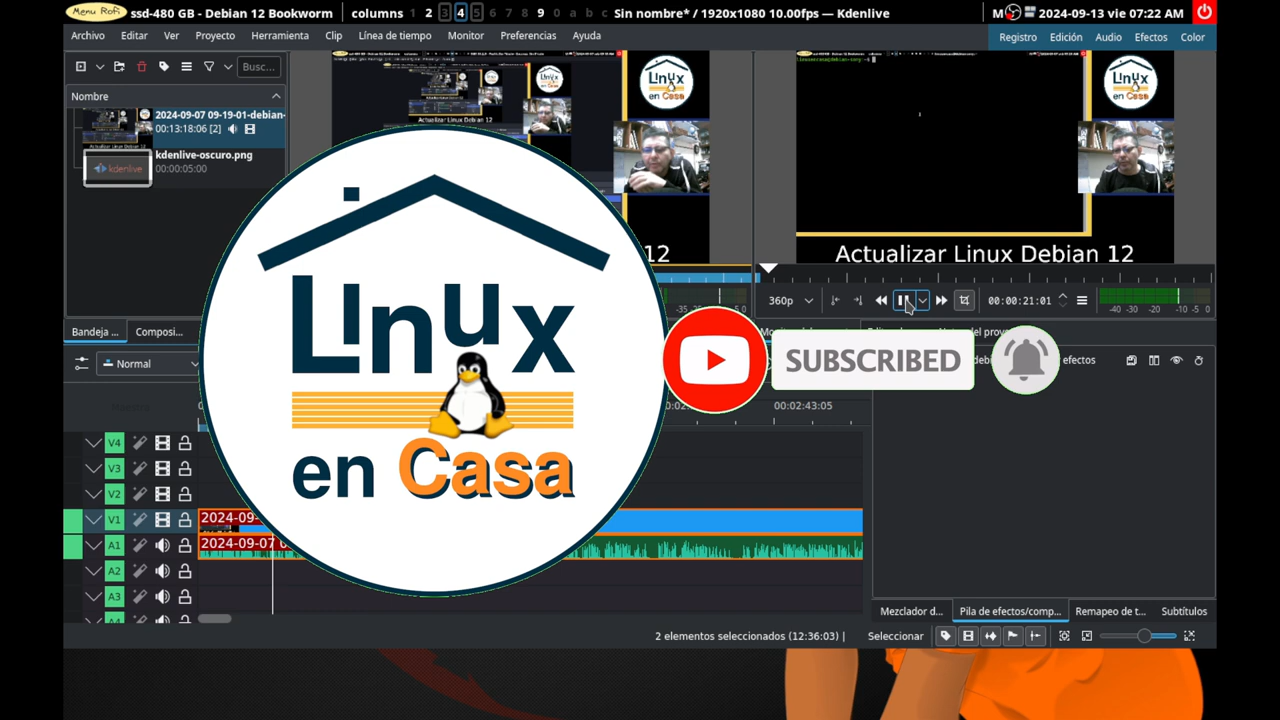 Menu Rofi ssd-480 GB - Debian 12 Bookworm columns 1 2 3 4 5 6 7 8 9 0 a b c Sin nombre* / 1920x1080 10.00fps — Kdenlive M 2024-09-13 vie 07:22 AM
Archivo Editar Ver Proyecto Herramienta Clip Línea de tiempo Monitor Preferencias Ayuda Registro Edición Audio Efectos Color
Busc...
Nombre
2024-09-07 09-19-01-debian-
00:13:18:06 [2]
kdenlive-oscuro.png
00:00:05:00
kdenlive
Actualizar Linux Debian 12
Linux
en Casa
Linux
en Casa
12
Actualizar Linux Debian 12
360p 00:00:21:01
-40 -30 -20 -10 -5 0
Bandeja ... Composi...
Normal
Linux
en Casa
SUBSCRIBED
efectos
00:02:43:05
V4
V3
V2
V1 2024-09-
A1 2024-09-07
A2
A3
A4
Mezclador d... Pila de efectos/comp... Remapeo de t... Subtítulos
2 elementos seleccionados (12:36:03) | Seleccionar